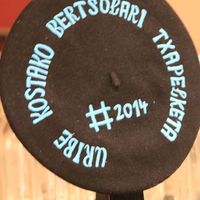 URIBE KOSTAKO BERTSOLARI TXAPELKETA
#2014